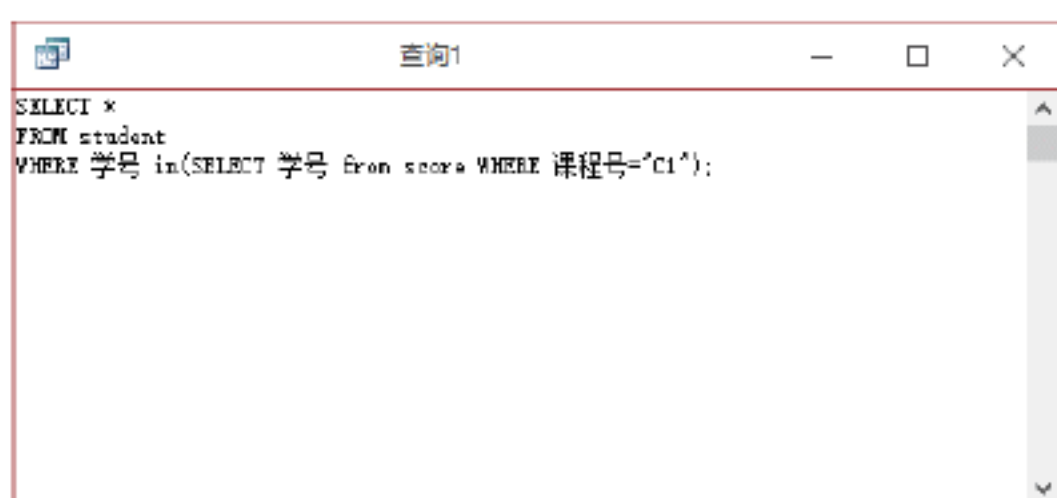 查询1
SELECT *
FROM student
WHERE 学号 in(SELECT 学号 from score WHERE 课程号="C1");